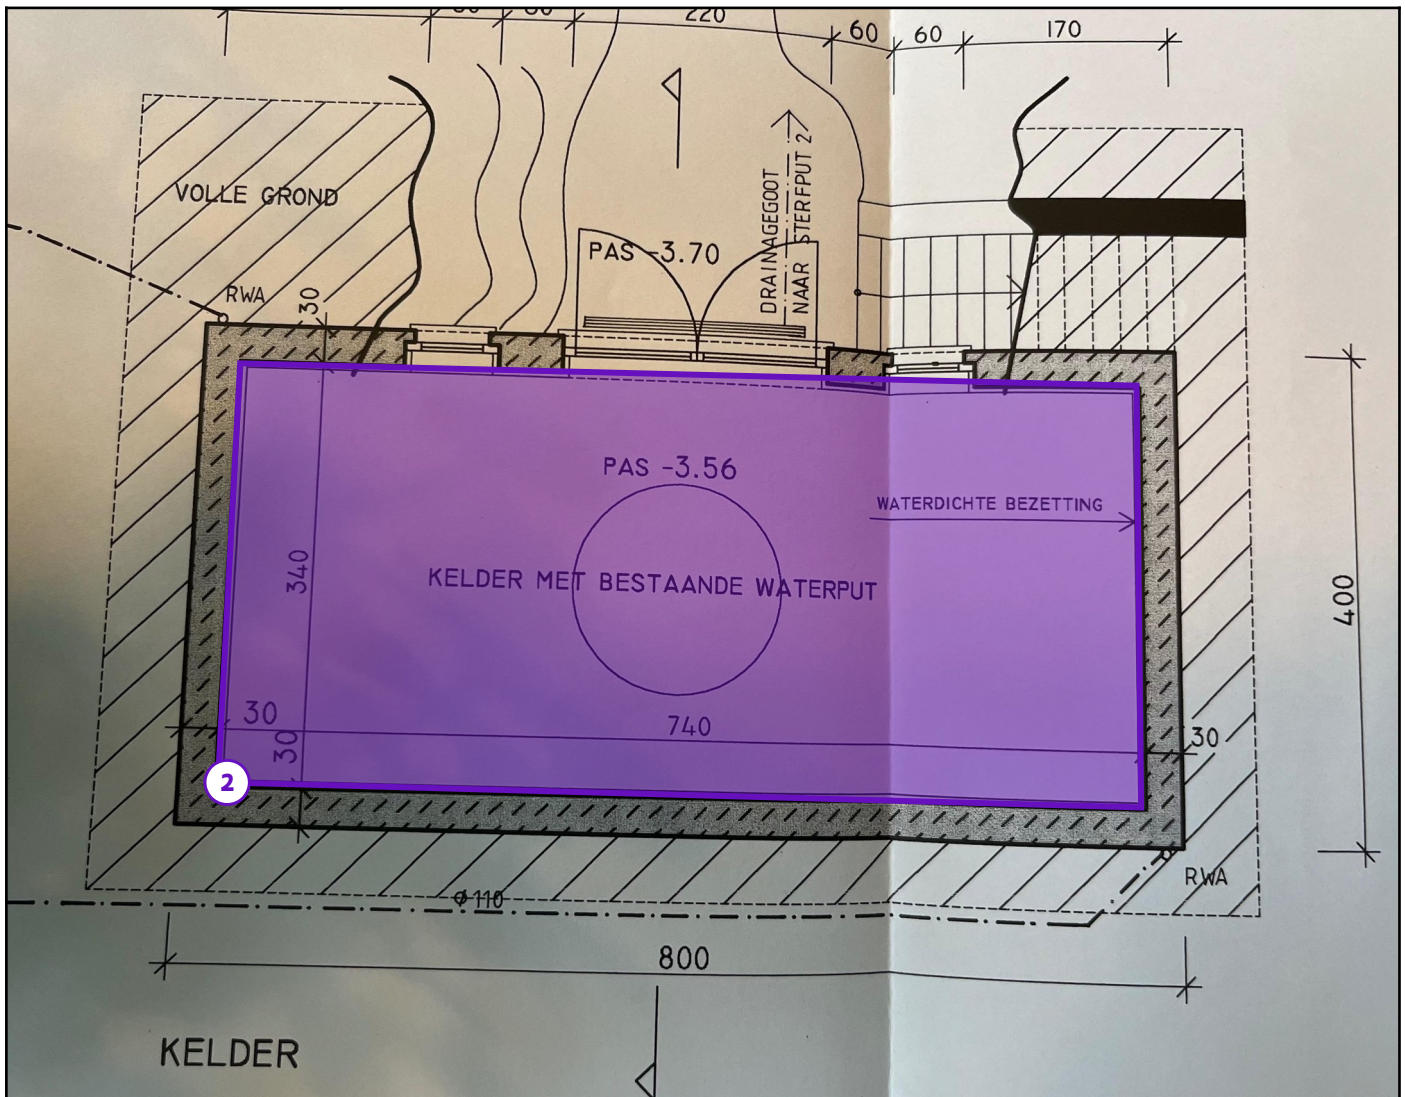 220
60
60
170
VOLLE GROND
DRAINAGEGOOT
NAAR STERFPUT 2
PAS -3.70
RWA
30
PAS -3.56
WATERDICHTE BEZETTING
340
KELDER MET BESTAANDE WATERPUT
400
30
740
30
30
2
RWA
ϕ 110
800
KELDER